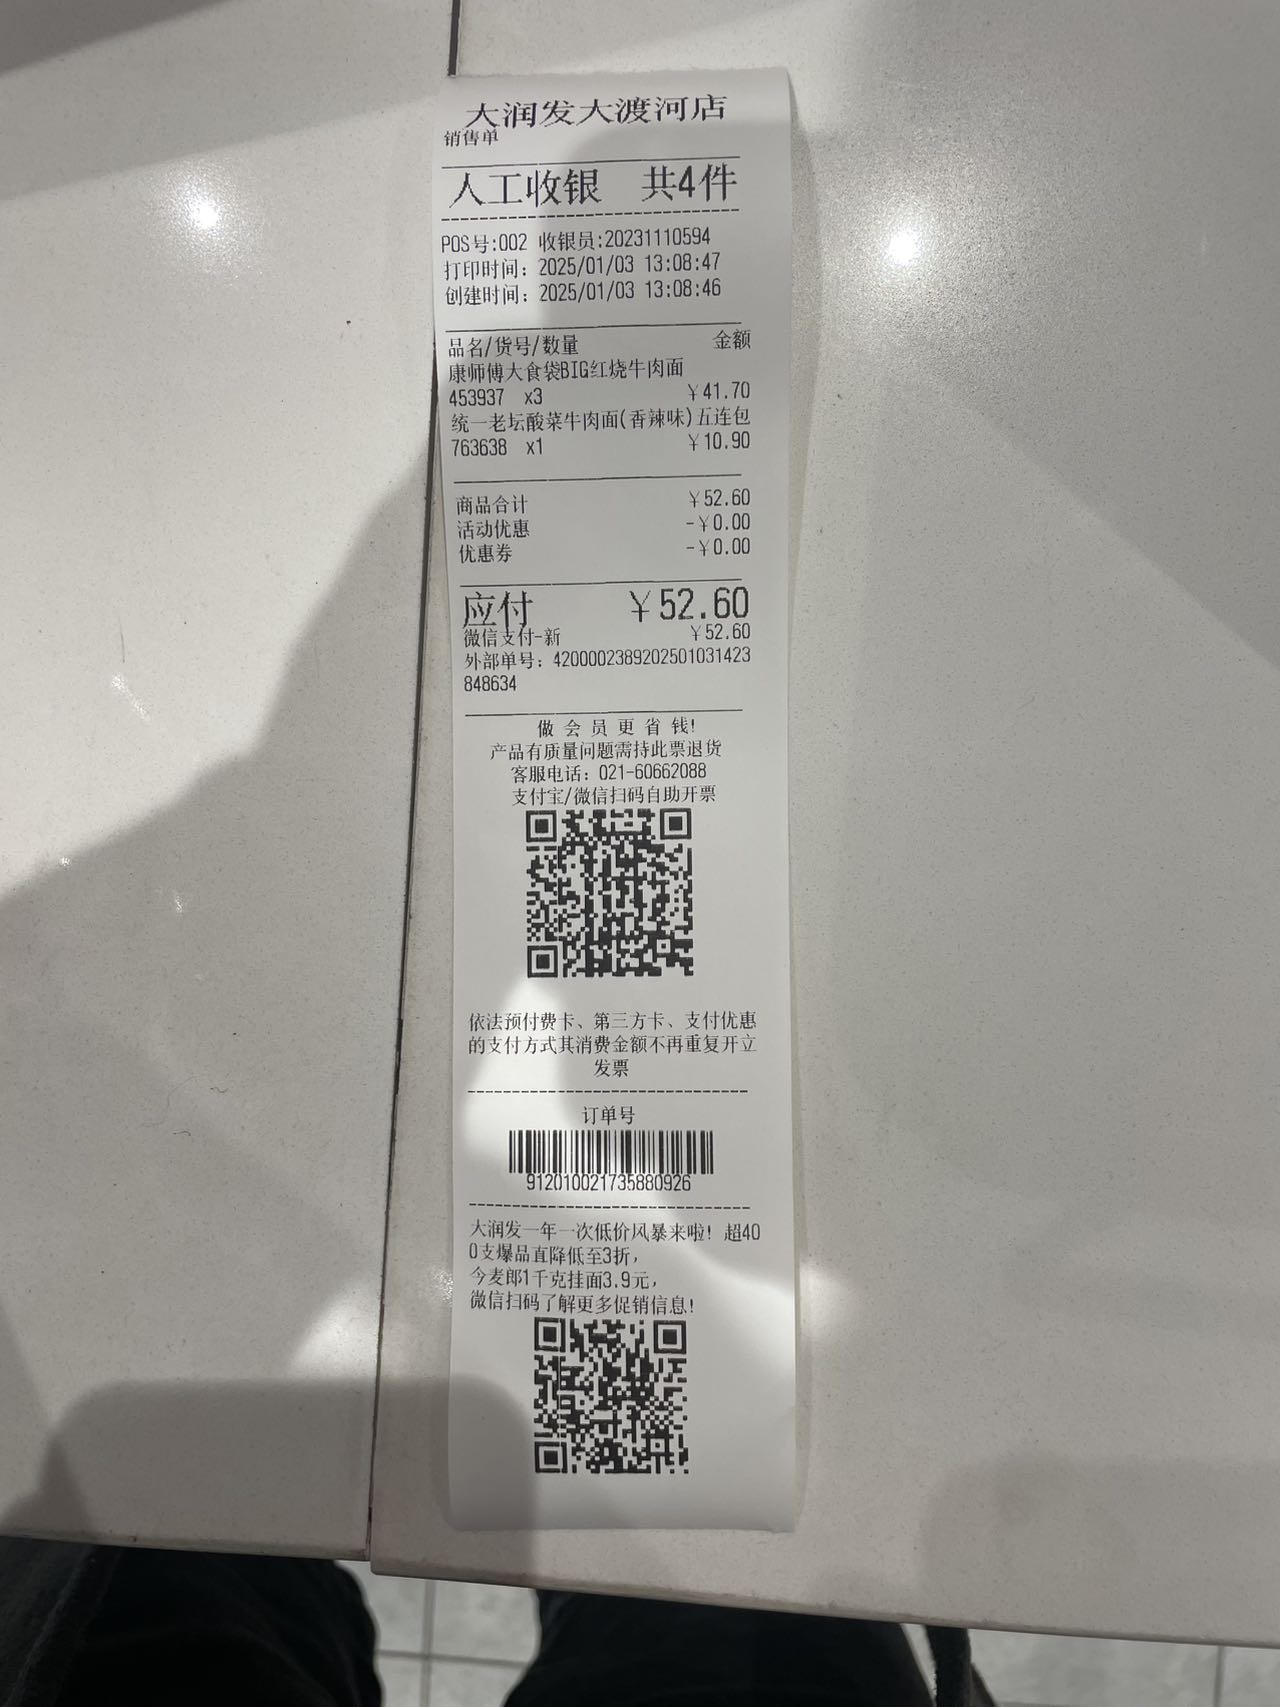 大润发大渡河店
销售单
人工收银 共4件
POS号:002 收银员:20231110594
打印时间: 2025/01/03 13:08:47
创建时间: 2025/01/03 13:08:46
品名/货号/数量 金额
康师傅大食袋BIG红烧牛肉面
453937 x3 ￥41.70
统一老坛酸菜牛肉面(香辣味)五连包
763638 x1 ￥10.90
商品合计 ￥52.60
活动优惠 -￥0.00
优惠券 -￥0.00
应付 ￥52.60
微信支付-新 ￥52.60
外部单号: 4200002389202501031423
848634
做会员更省钱!
产品有质量问题需持此票退货
客服电话: 021-60662088
支付宝/微信扫码自助开票
依法预付费卡、第三方卡、支付优惠
的支付方式其消费金额不再重复开立
发票
订单号
912010021735880926
大润发一年一次低价风暴来啦! 超40
0支爆品直降低至3折,
今麦郎1千克挂面3.9元,
微信扫码了解更多促销信息!